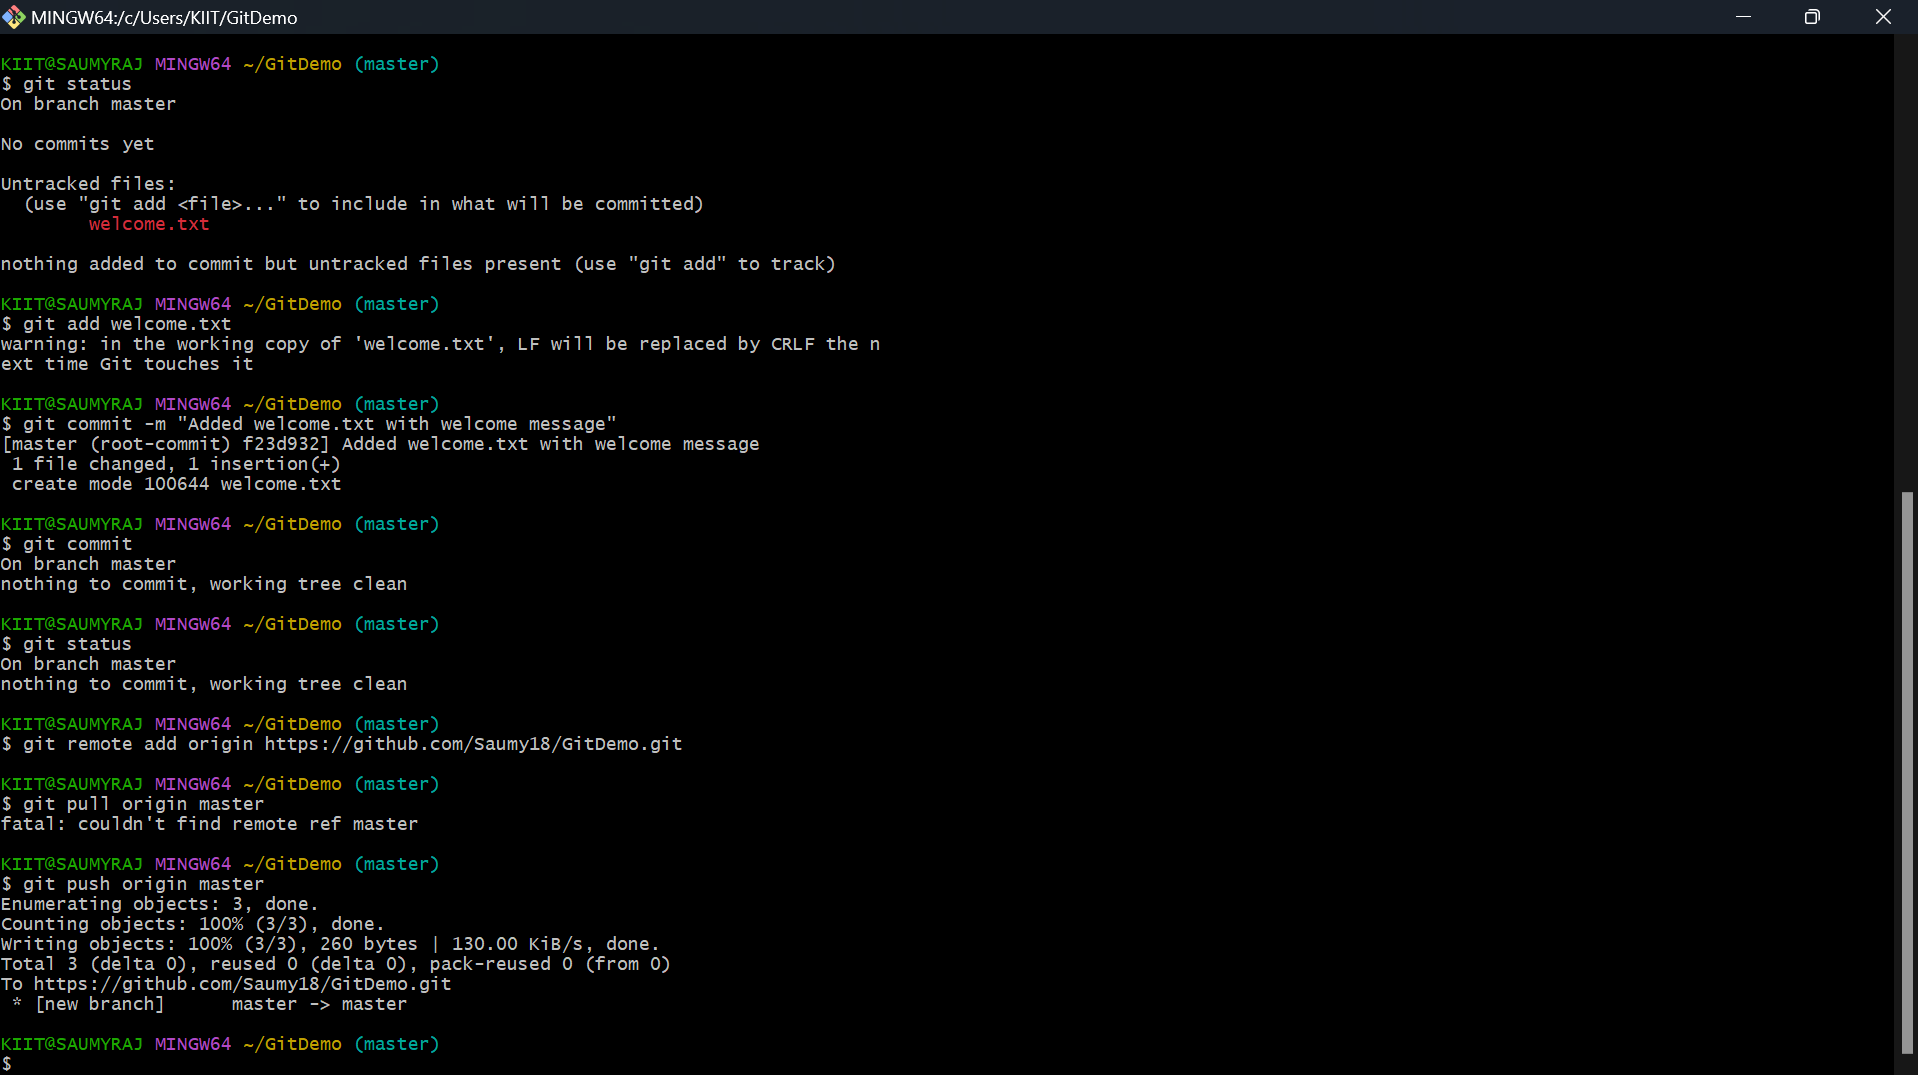 MINGW64:/c/Users/KIIT/GitDemo
KIIT@SAUMYRAJ MINGW64 ~/GitDemo (master)
$ git status
On branch master
No commits yet
Untracked files:
  (use "git add <file>..." to include in what will be committed)
        welcome.txt
nothing added to commit but untracked files present (use "git add" to track)
KIIT@SAUMYRAJ MINGW64 ~/GitDemo (master)
$ git add welcome.txt
warning: in the working copy of 'welcome.txt', LF will be replaced by CRLF the n
ext time Git touches it
KIIT@SAUMYRAJ MINGW64 ~/GitDemo (master)
$ git commit -m "Added welcome.txt with welcome message"
[master (root-commit) f23d932] Added welcome.txt with welcome message
 1 file changed, 1 insertion(+)
 create mode 100644 welcome.txt
KIIT@SAUMYRAJ MINGW64 ~/GitDemo (master)
$ git commit
On branch master
nothing to commit, working tree clean
KIIT@SAUMYRAJ MINGW64 ~/GitDemo (master)
$ git status
On branch master
nothing to commit, working tree clean
KIIT@SAUMYRAJ MINGW64 ~/GitDemo (master)
$ git remote add origin https://github.com/Saumy18/GitDemo.git
KIIT@SAUMYRAJ MINGW64 ~/GitDemo (master)
$ git pull origin master
fatal: couldn't find remote ref master
KIIT@SAUMYRAJ MINGW64 ~/GitDemo (master)
$ git push origin master
Enumerating objects: 3, done.
Counting objects: 100% (3/3), done.
Writing objects: 100% (3/3), 260 bytes | 130.00 KiB/s, done.
Total 3 (delta 0), reused 0 (delta 0), pack-reused 0 (from 0)
To https://github.com/Saumy18/GitDemo.git
 * [new branch]      master -> master
KIIT@SAUMYRAJ MINGW64 ~/GitDemo (master)
$